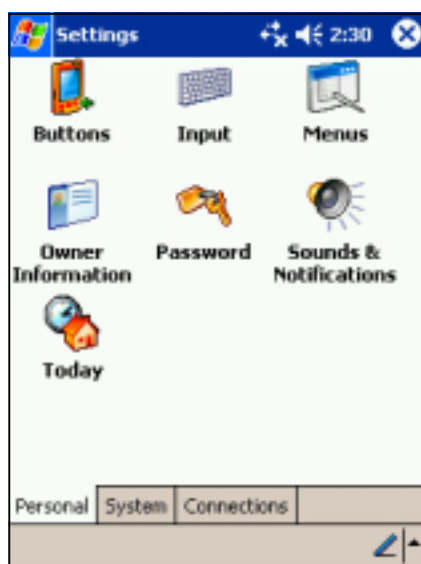 Settings 2:30
Buttons Input Menus
Owner Information Password Sounds & Notifications
Today
Personal System Connections